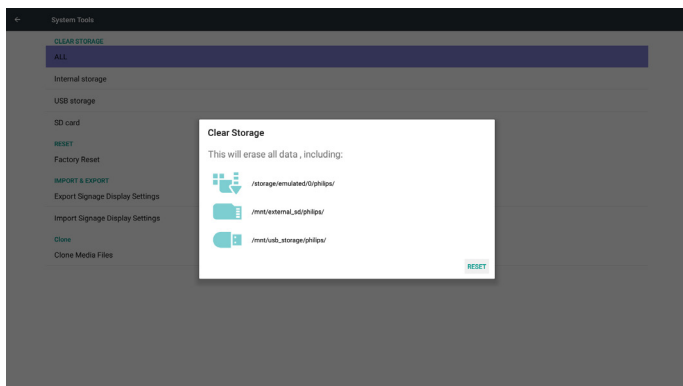 System Tools
CLEAR STORAGE
ALL
Internal storage
USB storage
SD card
RESET
Factory Reset
IMPORT & EXPORT
Export Signage Display Settings
Import Signage Display Settings
Clone
Clone Media Files
Clear Storage
This will erase all data , including:
/storage/emulated/0/philips/
/mnt/external_sd/philips/
/mnt/usb_storage/philips/
RESET